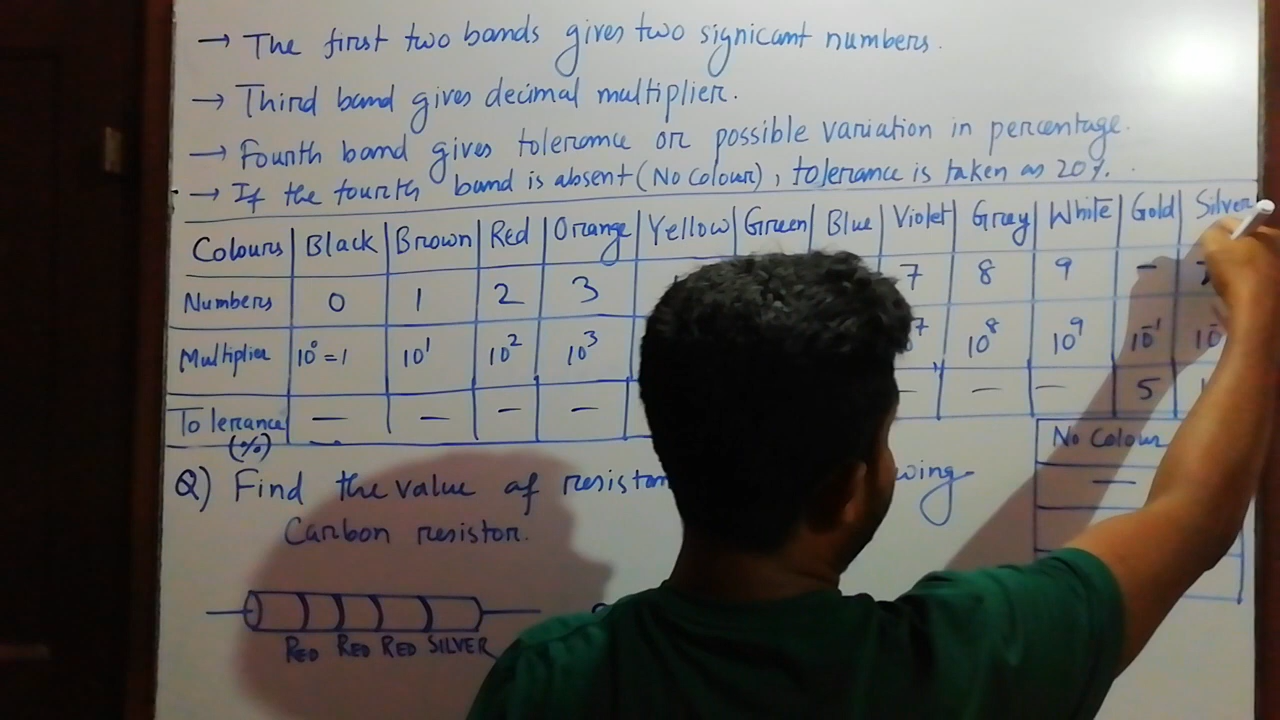 → The first two bands gives two signicant numbers.
→ Third band gives decimal multiplier.
→ Fourth band gives tolerance or possible variation in percentage.
→ If the fourth band is absent (No Colour), tolerance is taken as 20%.
Colours Black Brown Red Orange Yellow Green Blue Violet Gray White Gold Silver
Numbers 0 1 2 3 7 8 9 —
Multiplier 10⁰=1 10¹ 10² 10³ 10⁸ 10⁹ 10⁻¹
Tolerance (%) — — — — — — — 5
No Colour
—
Q) Find the value of
Carbon resistor.
RED RED RED SILVER